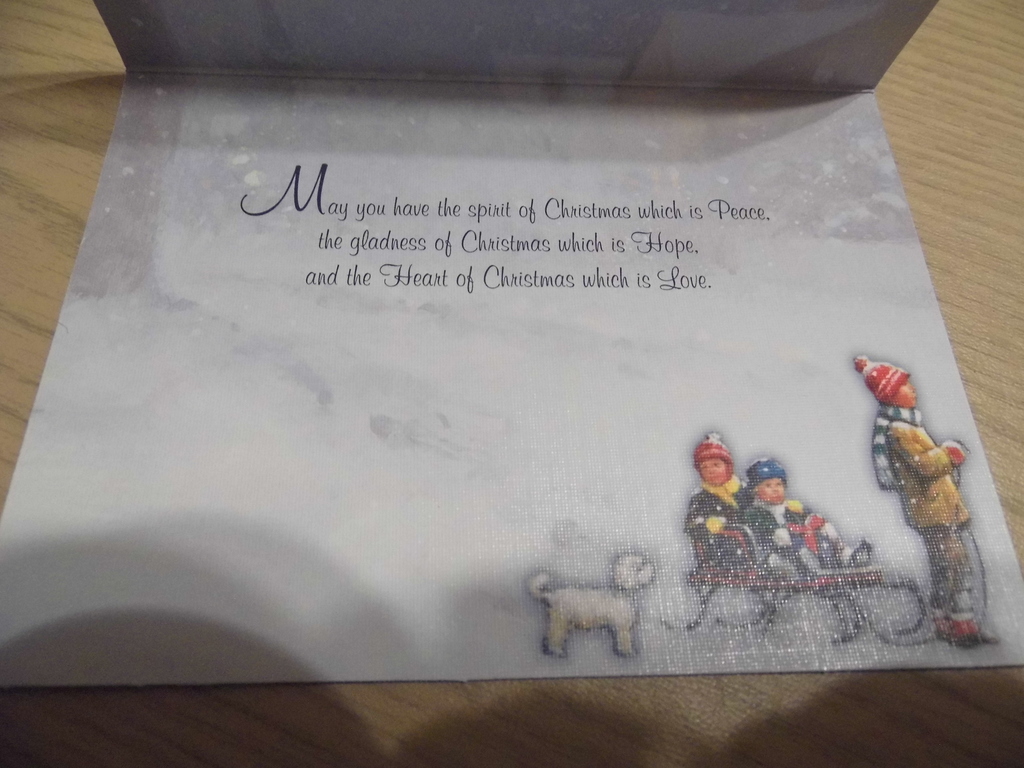 May you have the spirit of Christmas which is Peace.
the gladness of Christmas which is Hope.
and the Heart of Christmas which is Love.